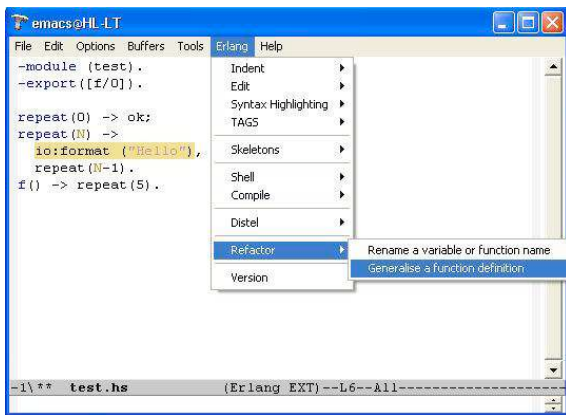 emacs@HL-LT
File Edit Options Buffers Tools Erlang Help
-module (test).
-export([f/0]).
repeat(0) -> ok;
repeat(N) ->
io:format ("Hello"),
repeat(N-1).
f() -> repeat(5).
Indent
Edit
Syntax Highlighting
TAGS
Skeletons
Shell
Compile
Distel
Refactor
Version
Rename a variable or function name
Generalise a function definition
-1\** test.hs (Erlang EXT)--L6--All--------------------